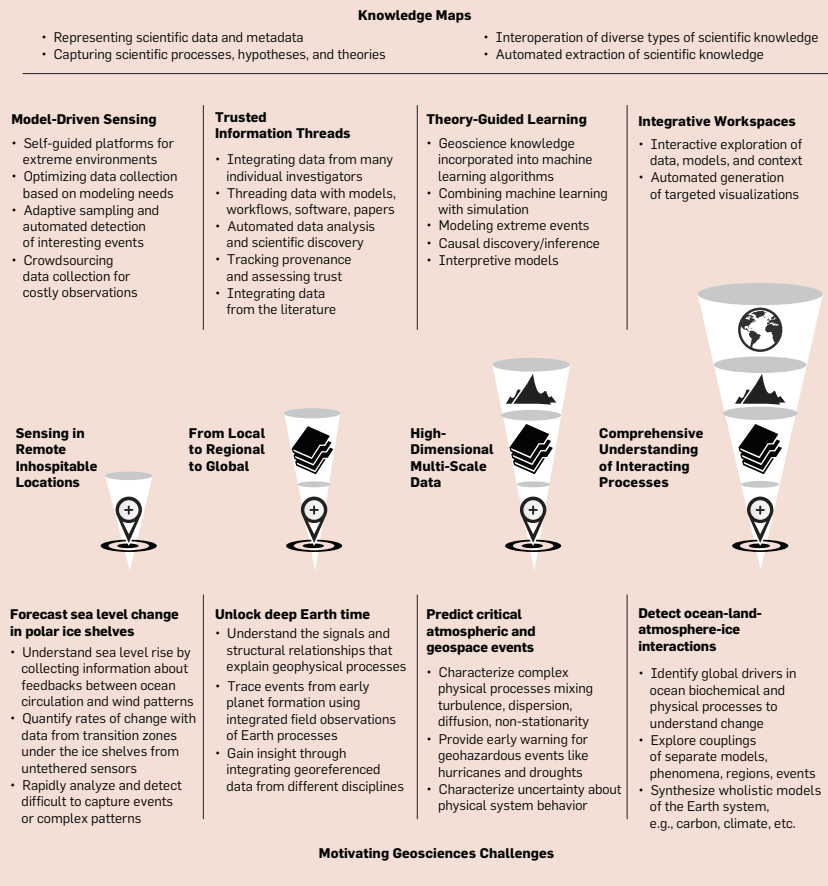 Knowledge Maps
• Representing scientific data and metadata
• Capturing scientific processes, hypotheses, and theories
• Interoperation of diverse types of scientific knowledge
• Automated extraction of scientific knowledge
Model-Driven Sensing
• Self-guided platforms for
extreme environments
• Optimizing data collection
based on modeling needs
• Adaptive sampling and
automated detection
of interesting events
• Crowdsourcing
data collection for
costly observations
Trusted
Information Threads
• Integrating data from many
individual investigators
• Threading data with models,
workflows, software, papers
• Automated data analysis
and scientific discovery
• Tracking provenance
and assessing trust
• Integrating data
from the literature
Theory-Guided Learning
• Geoscience knowledge
incorporated into machine
learning algorithms
• Combining machine learning
with simulation
• Modeling extreme events
• Causal discovery/inference
• Interpretive models
Integrative Workspaces
• Interactive exploration of
data, models, and context
• Automated generation
of targeted visualizations
Sensing in
Remote
Inhospitable
Locations
From Local
to Regional
to Global
High-
Dimensional
Multi-Scale
Data
Comprehensive
Understanding
of Interacting
Processes
Forecast sea level change
in polar ice shelves
• Understand sea level rise by
collecting information about
feedbacks between ocean
circulation and wind patterns
• Quantify rates of change with
data from transition zones
under the ice shelves from
untethered sensors
• Rapidly analyze and detect
difficult to capture events
or complex patterns
Unlock deep Earth time
• Understand the signals and
structural relationships that
explain geophysical processes
• Trace events from early
planet formation using
integrated field observations
of Earth processes
• Gain insight through
integrating georeferenced
data from different disciplines
Predict critical
atmospheric and
geospace events
• Characterize complex
physical processes mixing
turbulence, dispersion,
diffusion, non-stationarity
• Provide early warning for
geohazardous events like
hurricanes and droughts
• Characterize uncertainty about
physical system behavior
Detect ocean-land-
atmosphere-ice
interactions
• Identify global drivers in
ocean biochemical and
physical processes to
understand change
• Explore couplings
of separate models,
phenomena, regions, events
• Synthesize wholistic models
of the Earth system,
e.g., carbon, climate, etc.
Motivating Geosciences Challenges